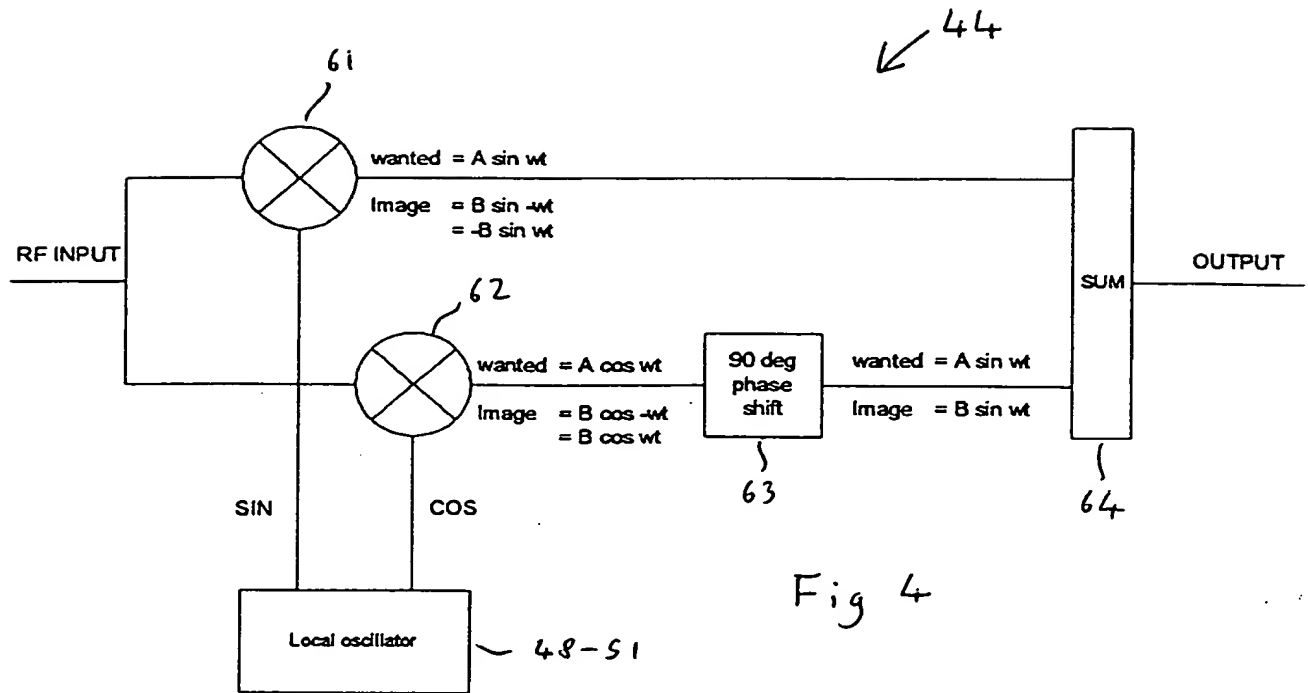 44
61
wanted = A sin wt
Image = B sin -wt
= -B sin wt
RF INPUT
62
SUM
OUTPUT
wanted = A cos wt
Image = B cos -wt
= B cos wt
90 deg
phase
shift
wanted = A sin wt
Image = B sin wt
63
64
SIN
COS
Local oscillator
48-51
Fig 4